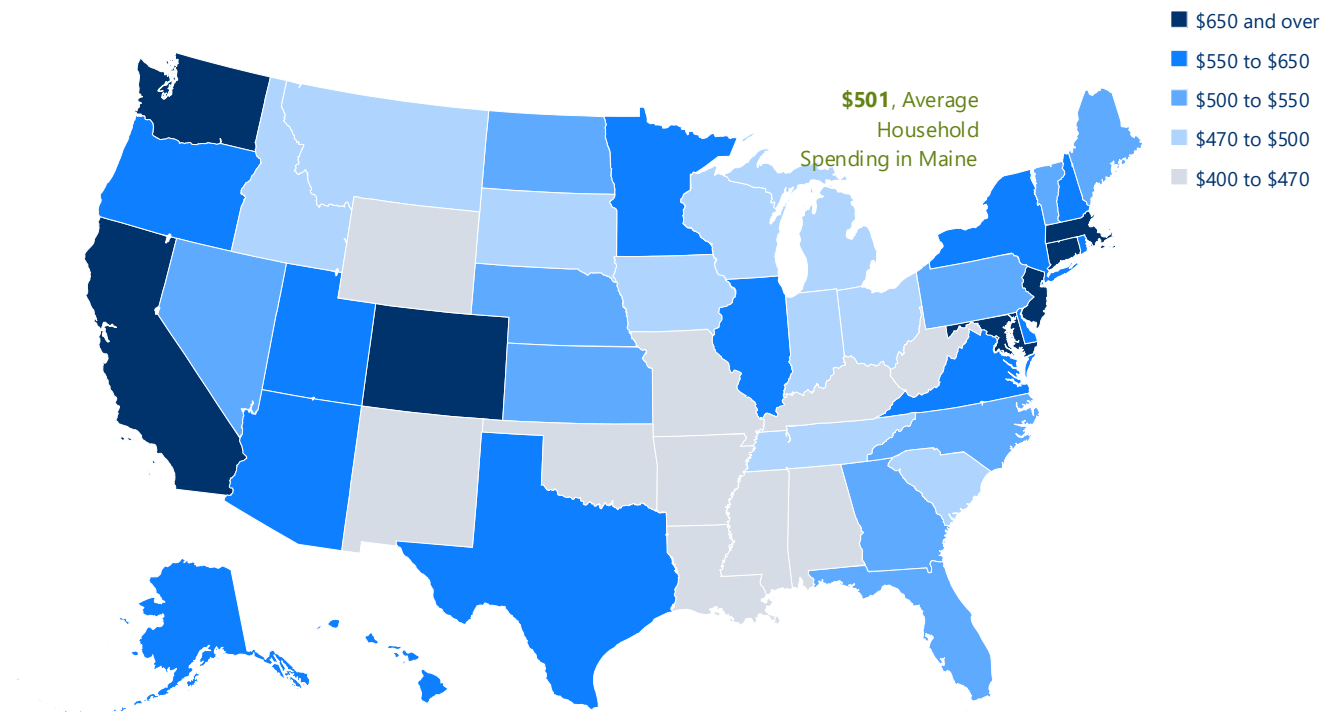 $650 and over
$550 to $650
$500 to $550
$470 to $500
$400 to $470
$501, Average
Household
Spending in Maine